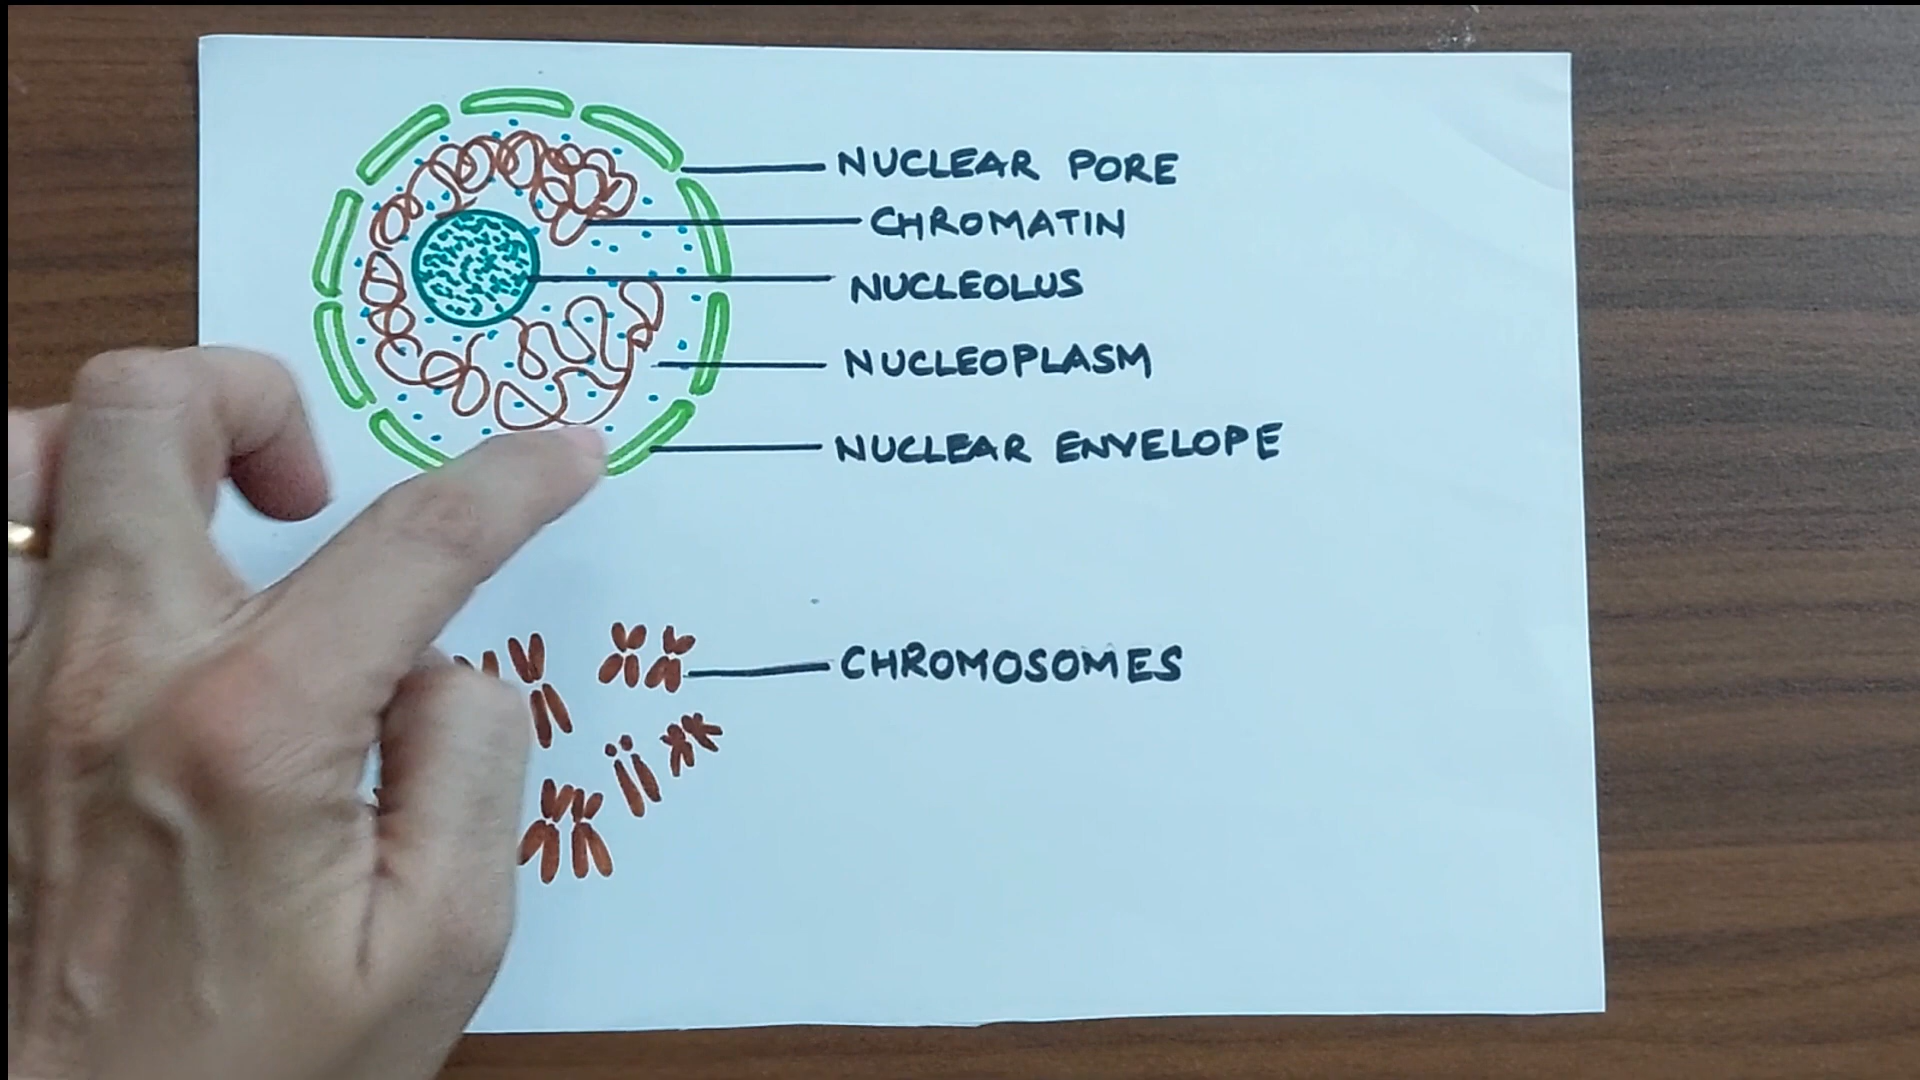 NUCLEAR PORE
CHROMATIN
NUCLEOLUS
NUCLEOPLASM
NUCLEAR ENVELOPE
CHROMOSOMES